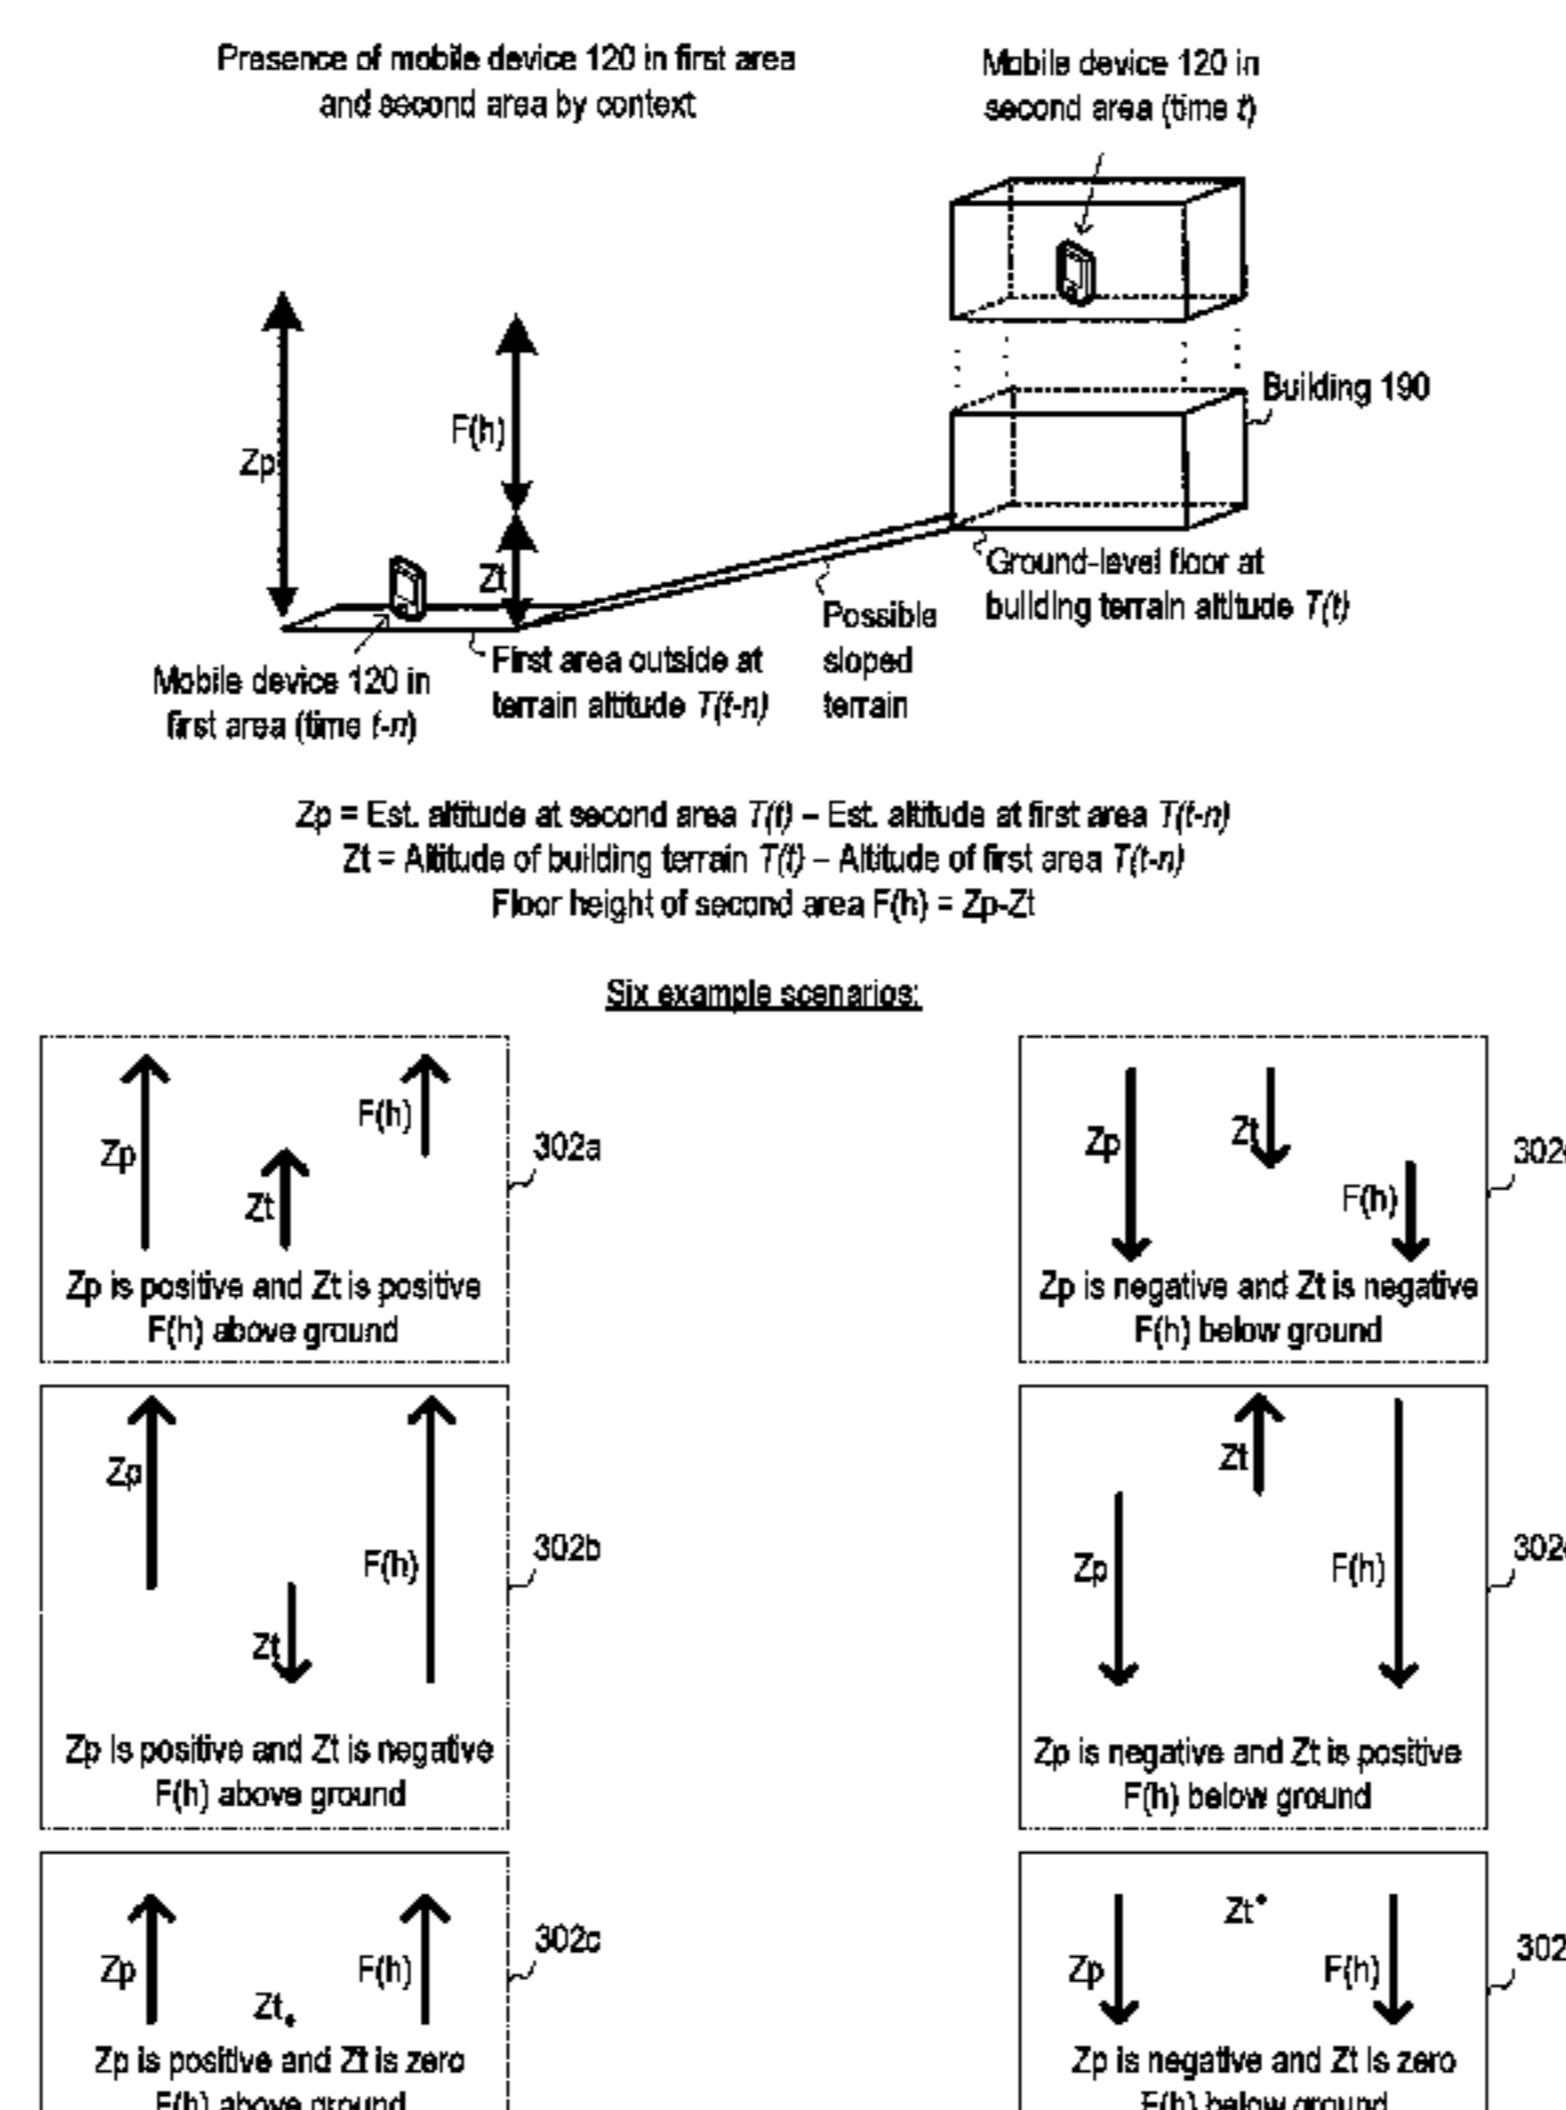 Presence of mobile device 120 in first area
and second area by context
Mobile device 120 in
second area (time t)
Building 190
F(h)
Zp
Zt
Ground-level floor at
building terrain altitude T(t)
Possible
sloped
terrain
First area outside at
terrain altitude T(t-n)
Mobile device 120 in
first area (time t-n)
Zp = Est. altitude at second area T(t) – Est. altitude at first area T(t-n)
Zt = Altitude of building terrain T(t) – Altitude of first area T(t-n)
Floor height of second area F(h) = Zp-Zt
Six example scenarios:
F(h)
Zp
Zt
302a
Zp is positive and Zt is positive
F(h) above ground
Zp
Zt
F(h)
302
Zp is negative and Zt is negative
F(h) below ground
Zp
F(h)
Zt
302b
Zp is positive and Zt is negative
F(h) above ground
Zt
Zp
F(h)
302
Zp is negative and Zt is positive
F(h) below ground
Zp
F(h)
Zt
302c
Zp is positive and Zt is zero
F(h) above ground
Zt
Zp
F(h)
302
Zp is negative and Zt is zero
F(h) below ground